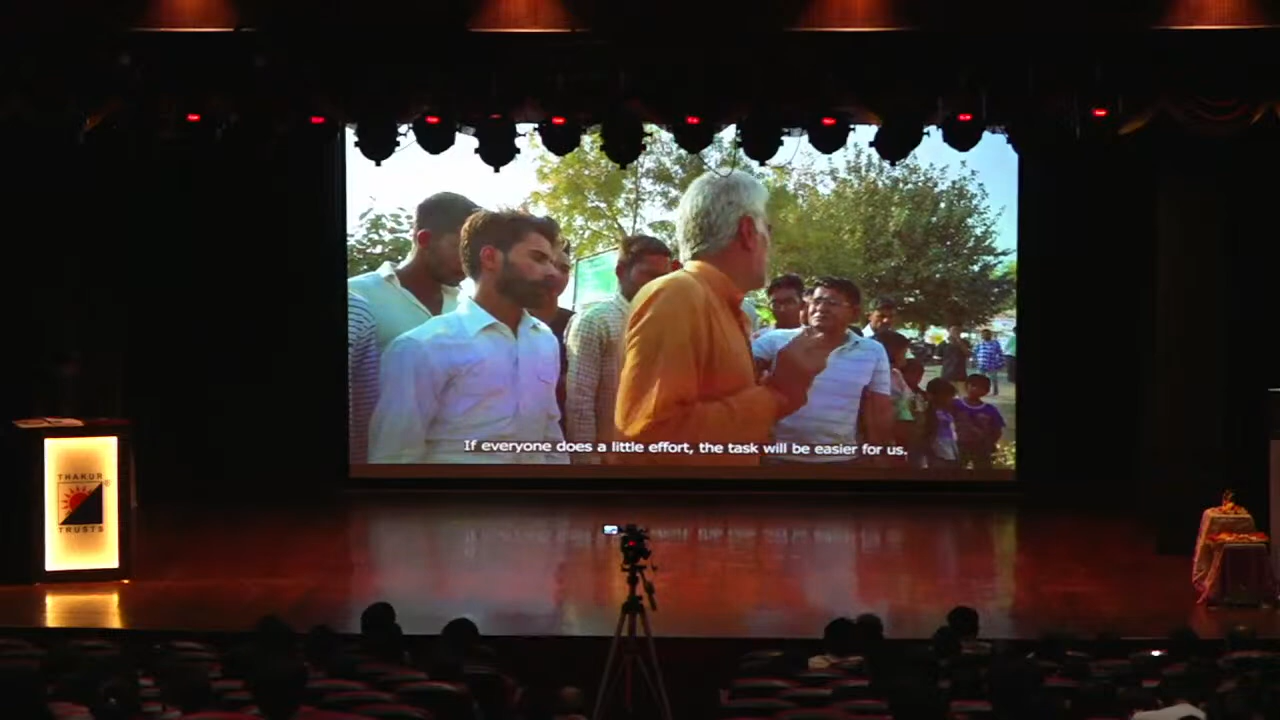 If everyone does a little effort, the task will be easier for us.
THAKUR
®
TRUSTS